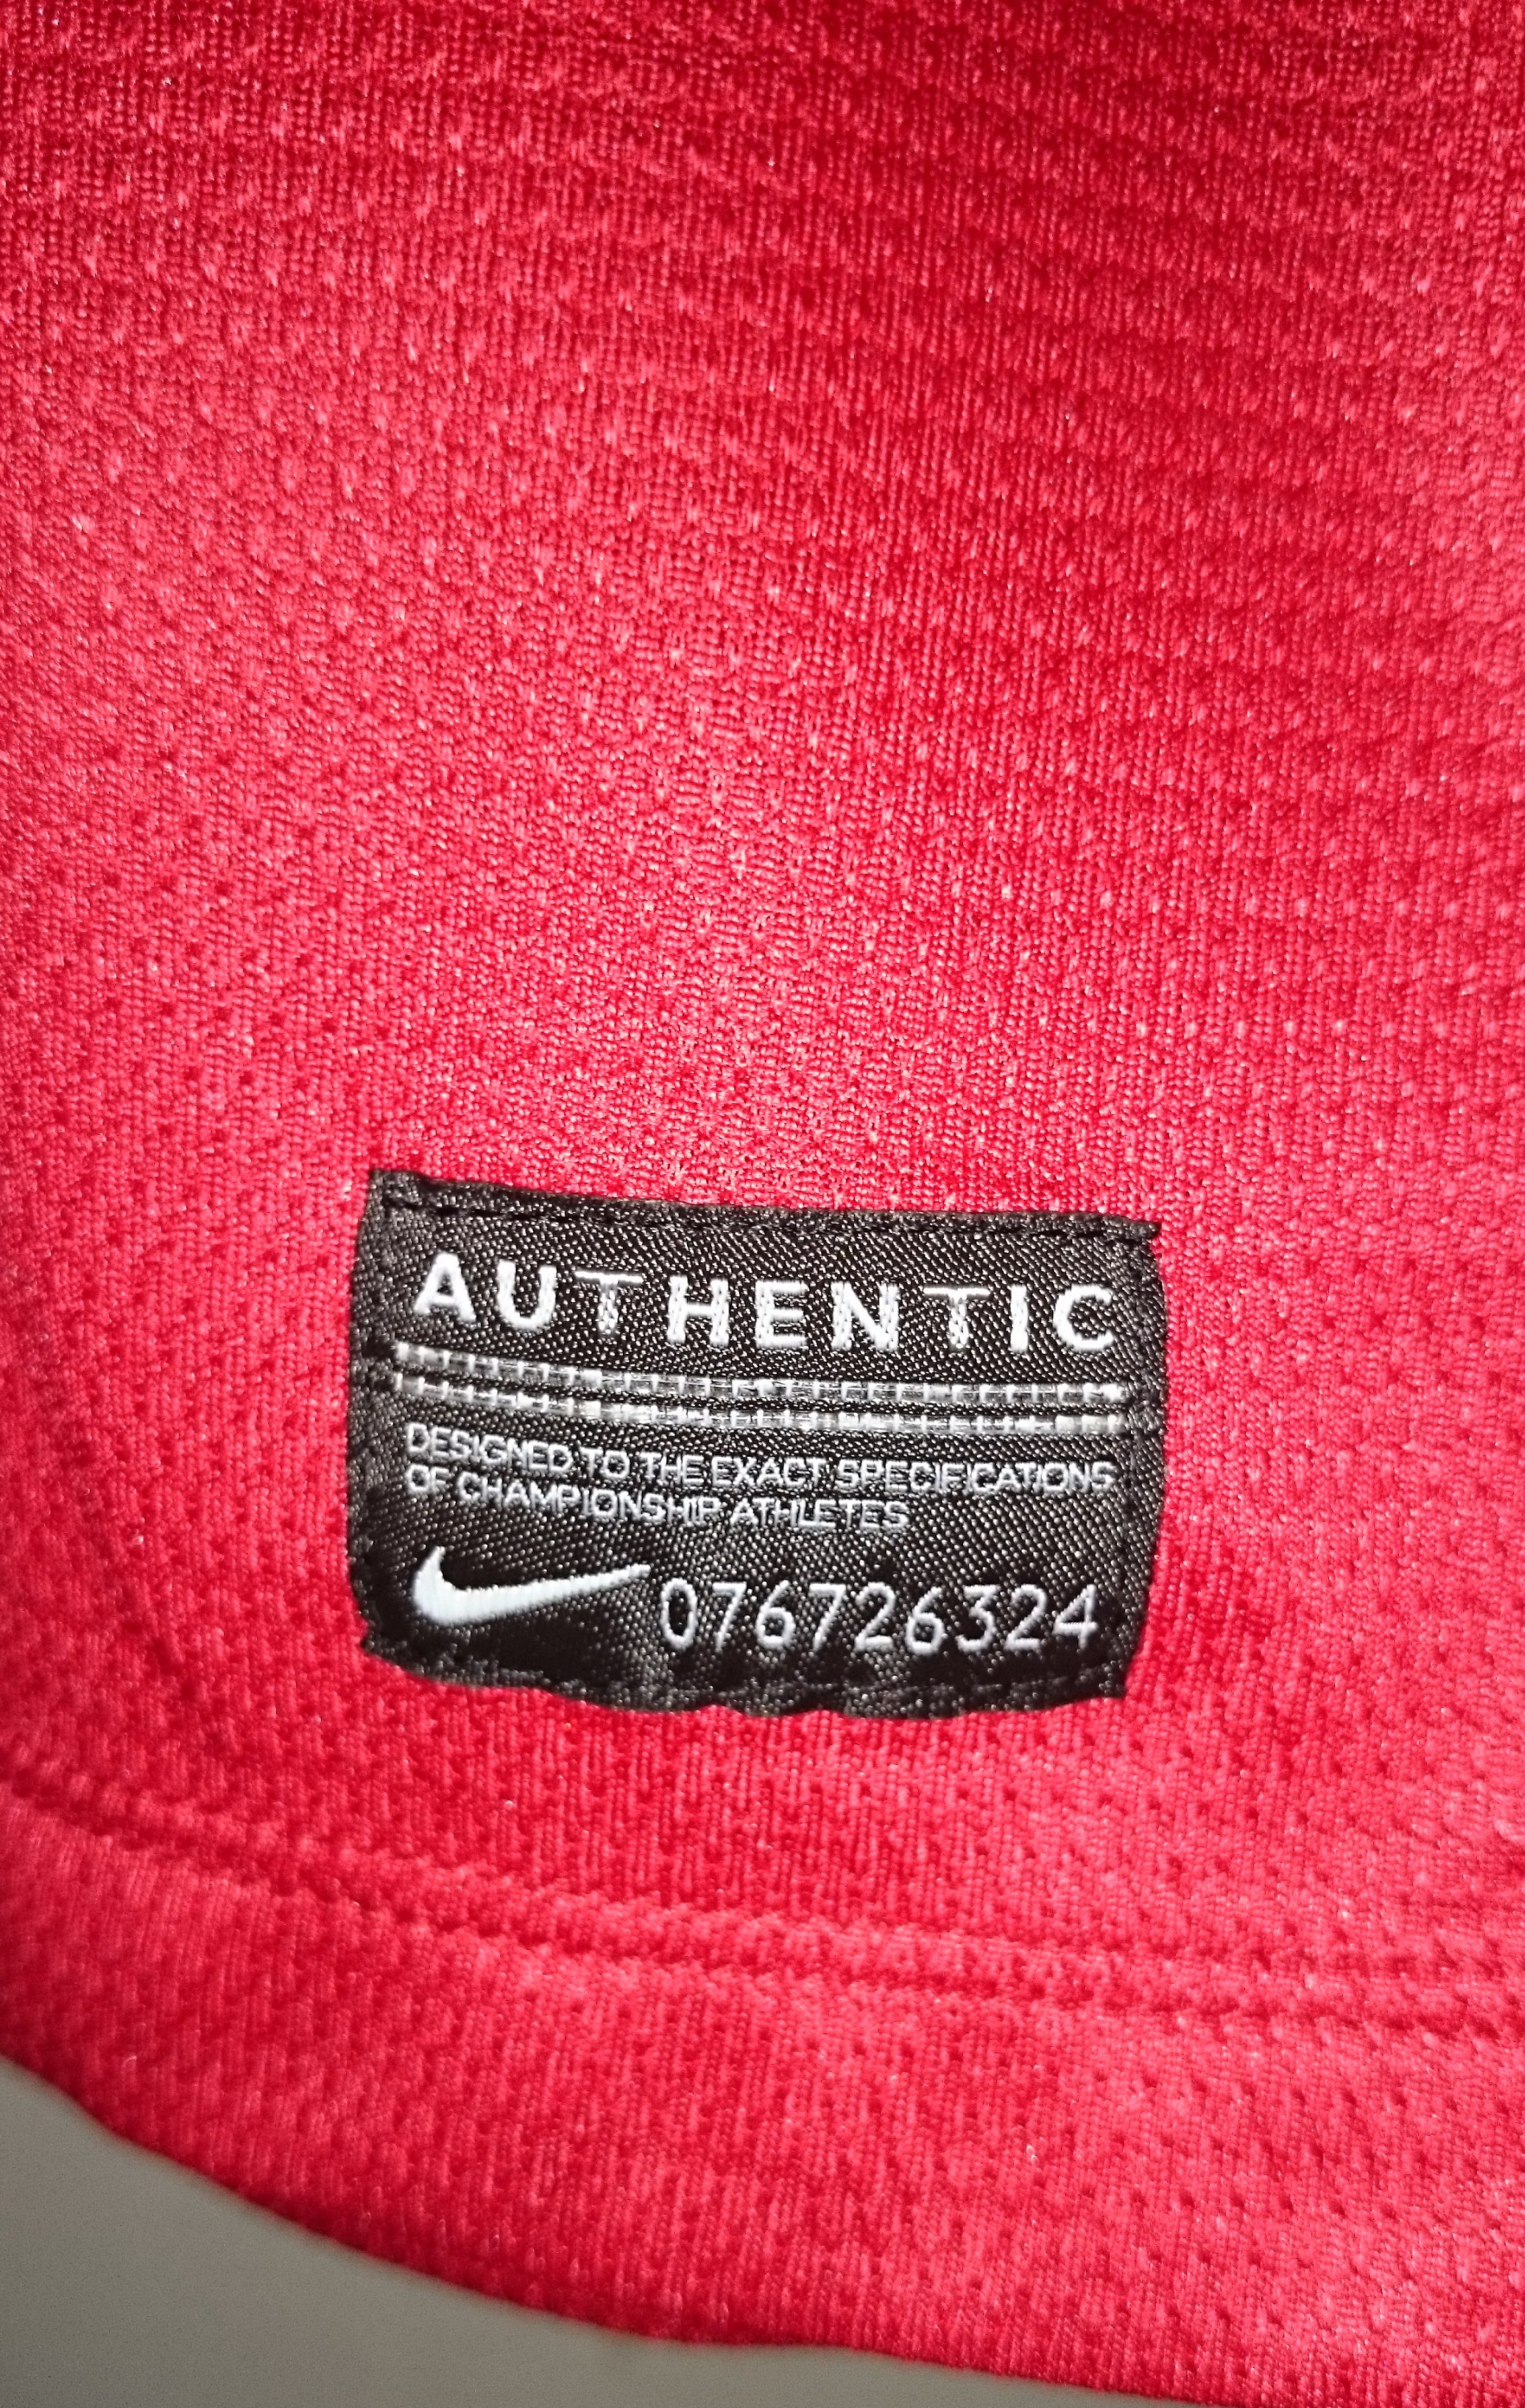 AUTHENTIC
DESIGNED TO THE EXACT SPECIFICATIONS
OF CHAMPIONSHIP ATHLETES
076726324